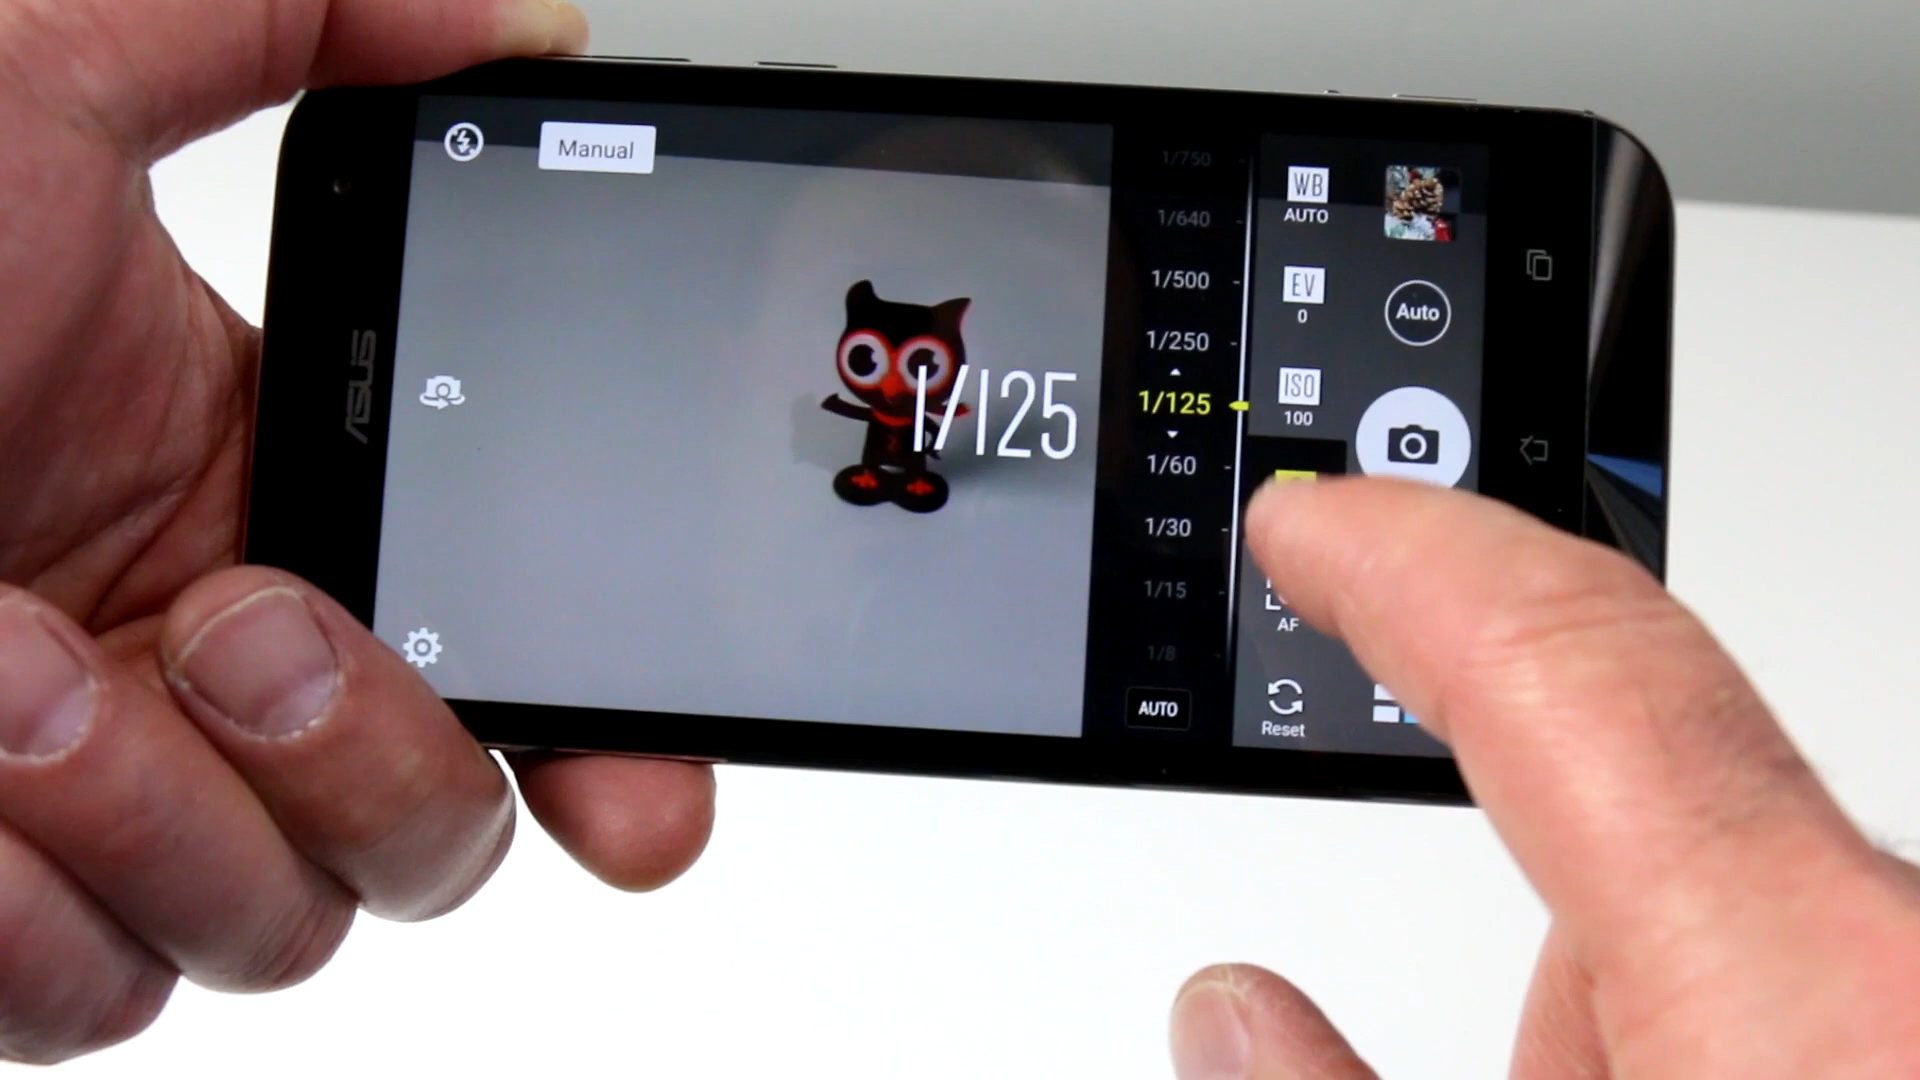 ASUS
Manual
1/125
1/750
1/640
1/500
1/250
1/125
1/60
1/30
1/15
1/8
AUTO
WB
AUTO
EV
0
ISO
100
AF
Reset
Auto